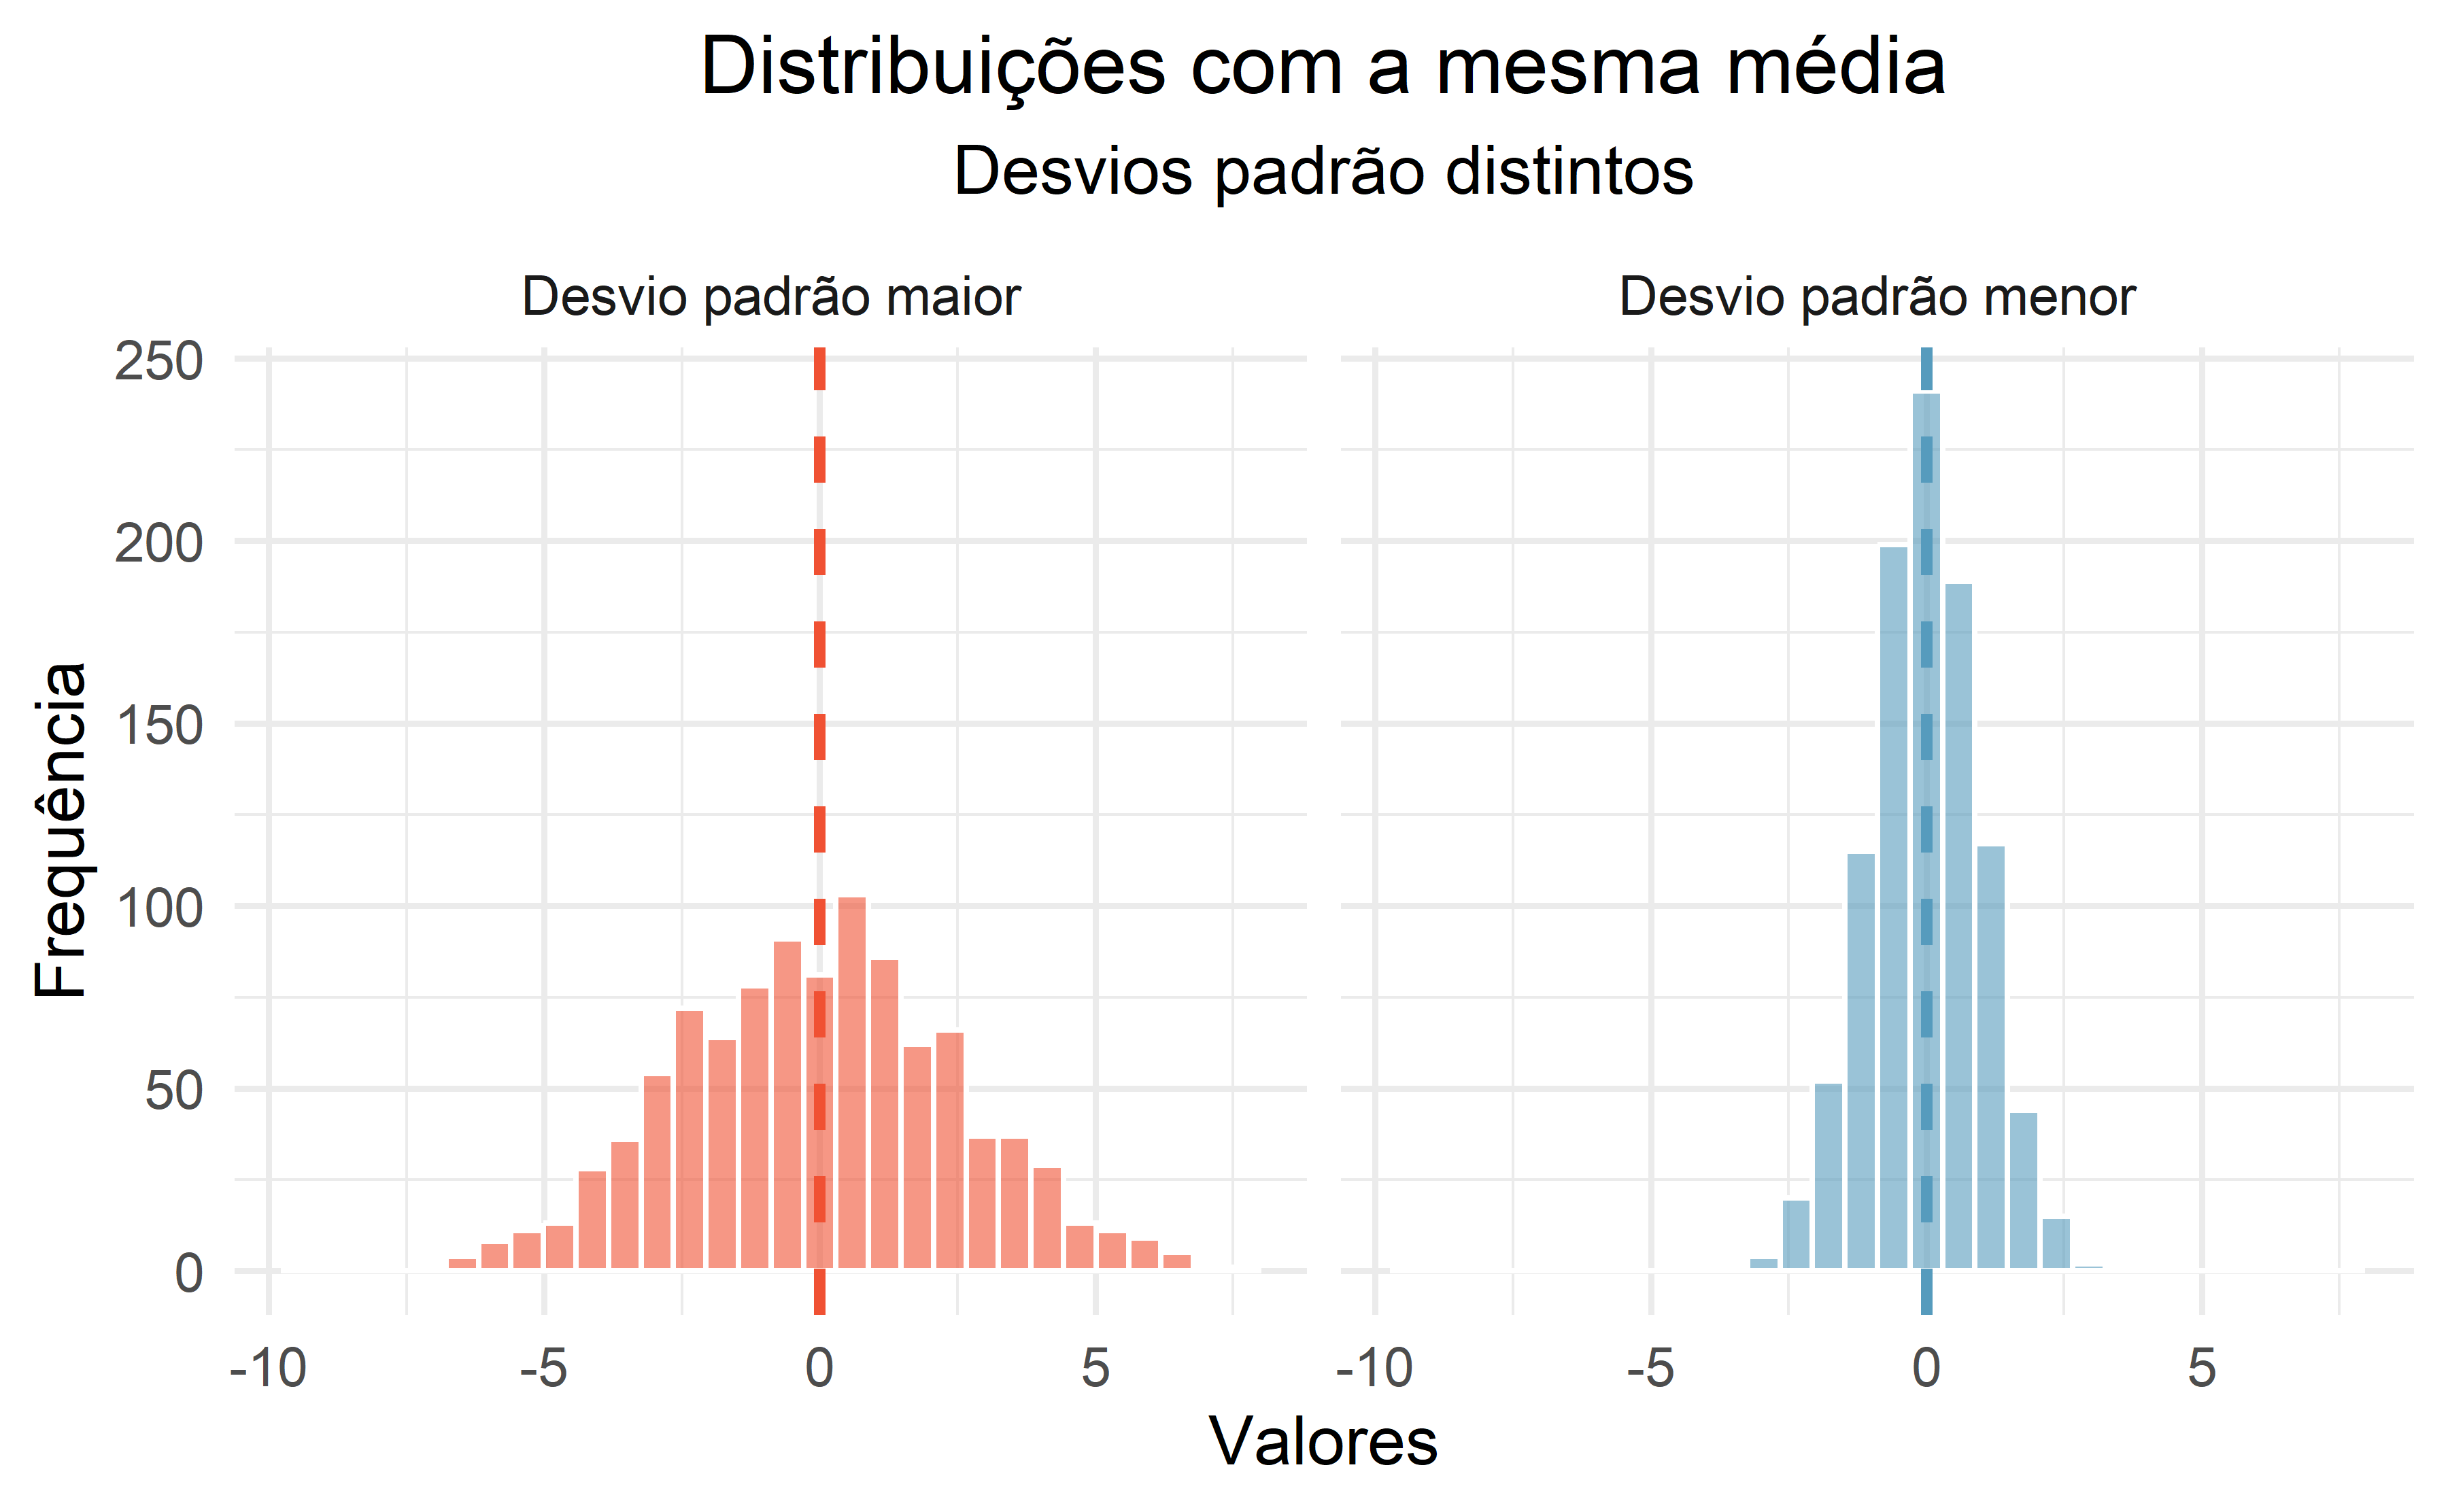 Distribuições com a mesma média
Desvios padrão distintos
Desvio padrão maior
Desvio padrão menor
Frequência
250
200
150
100
50
0
-10 -5 0 5
-10 -5 0 5
Valores